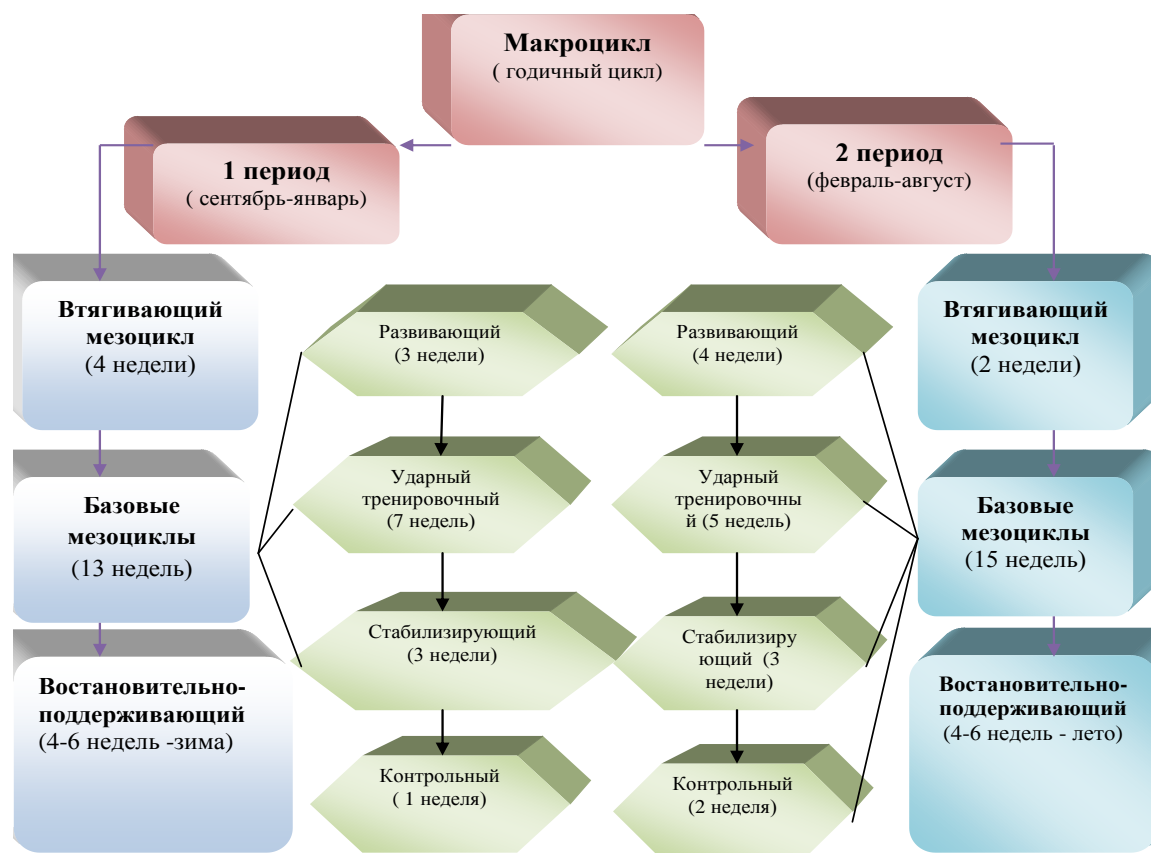 Макроцикл
( годичный цикл)
1 период
( сентябрь-январь)
2 период
(февраль-август)
Втягивающий
мезоцикл
(4 недели)
Развивающий
(3 недели)
Развивающий
(4 недели)
Втягивающий
мезоцикл
(2 недели)
Базовые
мезоциклы
(13 недель)
Ударный
тренировочный
(7 недель)
Ударный
тренировочны
й (5 недель)
Базовые
мезоциклы
(15 недель)
Востановительно-
поддерживающий
(4-6 недель -зима)
Стабилизирующий
(3 недели)
Стабилизиру
ющий (3
недели)
Востановительно-
поддерживающий
(4-6 недель - лето)
Контрольный
( 1 неделя)
Контрольный
(2 неделя)